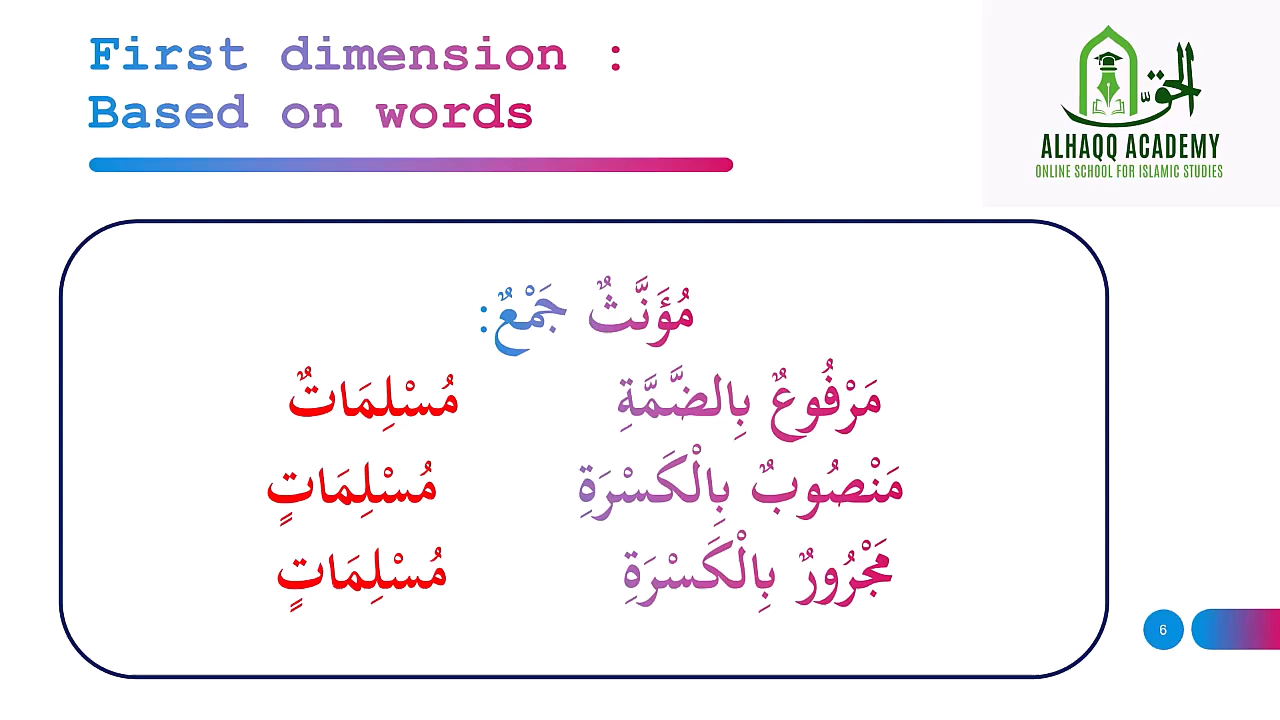 First dimension :
Based on words
الحق
ALHAQQ ACADEMY
ONLINE SCHOOL FOR ISLAMIC STUDIES
مُؤَنَّثٌ جَمْعٌ:
مَرْفُوعٌ بِالضَّمَّةِ مُسْلِمَاتٌ
مَنْصُوبٌ بِالْكَسْرَةِ مُسْلِمَاتٍ
مَجْرُورٌ بِالْكَسْرَةِ مُسْلِمَاتٍ
6